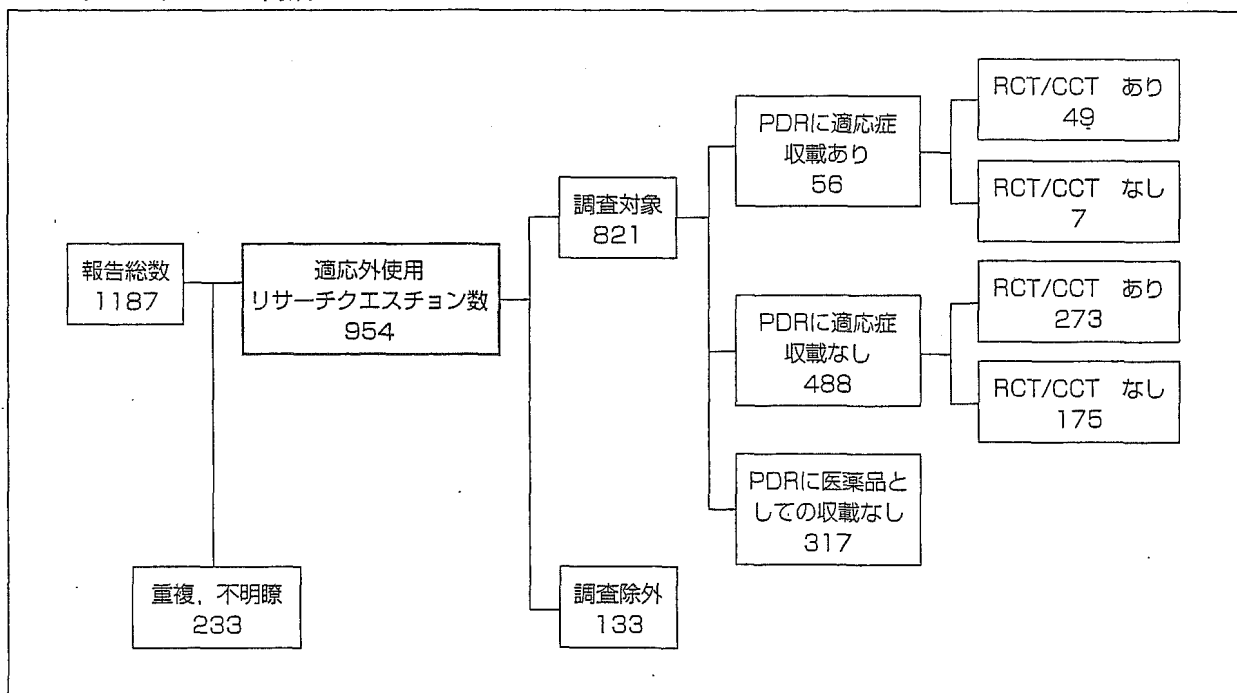 報告総数
1187
重複，不明瞭
233
適応外使用
リサーチクエスチョン数
954
調査対象
821
調査除外
133
PDRに適応症
収載あり
56
PDRに適応症
収載なし
488
PDRに医薬品と
しての収載なし
317
RCT/CCT あり
49
RCT/CCT なし
7
RCT/CCT あり
273
RCT/CCT なし
175